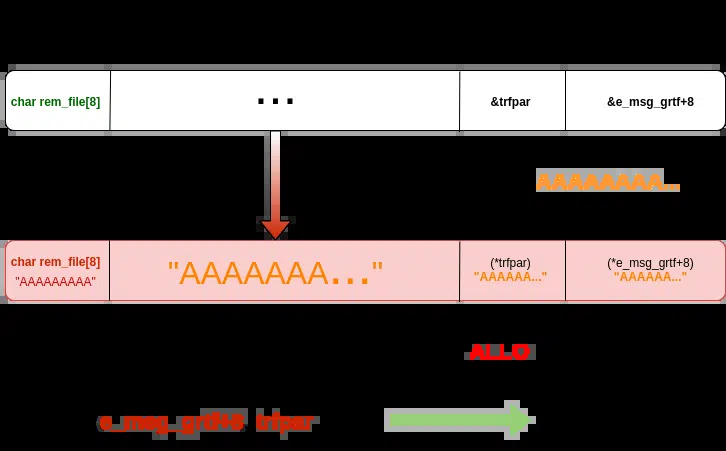 char rem_file[8]
...
&trfpar
&e_msg_grtf+8
AAAAAAAA...
char rem_file[8]
"AAAAAAAAA"
"AAAAAAA..."
(*trfpar)
"AAAAAA..."
(*e_msg_grtf+8)
"AAAAAA..."
ALLO
e_msg_grtf+8 trfpar